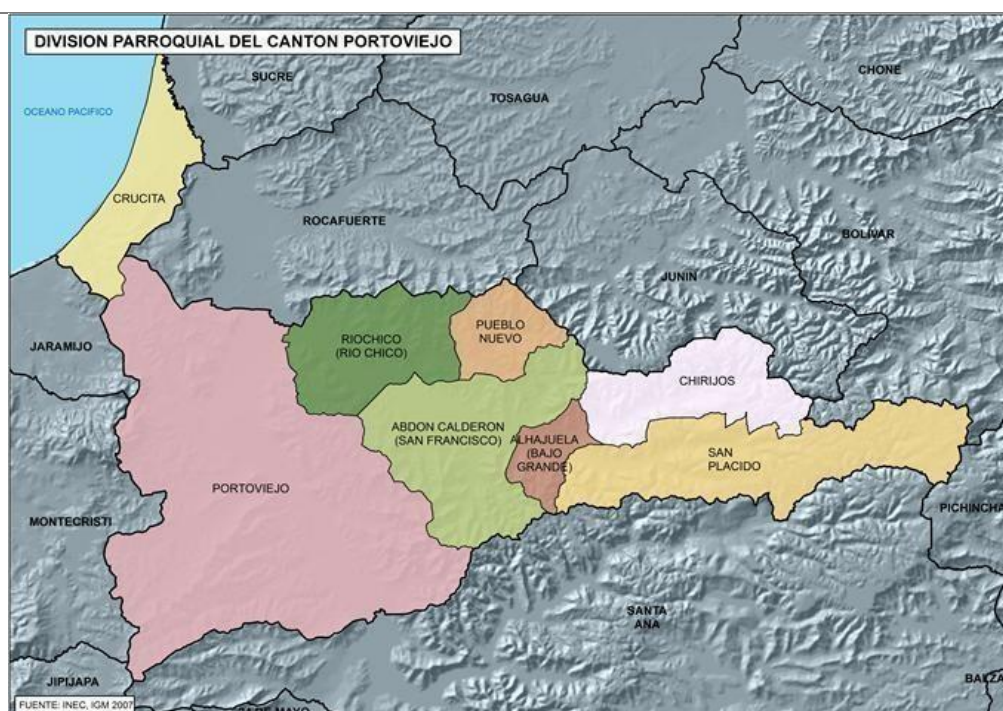 DIVISION PARROQUIAL DEL CANTON PORTOVIEJO
SUCRE
CHONE
TOSAGUA
OCEANO PACIFICO
CRUCITA
ROCAFUERTE
BOLIVAR
JUNIN
JARAMIJO
RIOCHICO
(RIO CHICO)
PUEBLO
NUEVO
CHIRIJOS
ABDON CALDERON
(SAN FRANCISCO)
ALHAJUELA
(BAJO
GRANDE)
SAN
PLACIDO
PORTOVIEJO
MONTECRISTI
PICHINCHA
SANTA
ANA
JIPIJAPA
BALZA
FUENTE: INEC, IGM 2007